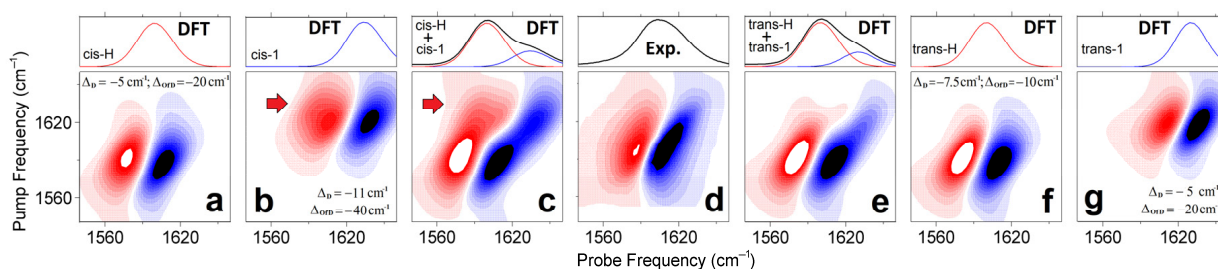 DFT
cis-H
Δ_D = −5 cm⁻¹; Δ_OfD = −20 cm⁻¹
a
DFT
cis-1
Δ_D = −11 cm⁻¹
Δ_OfD = −40 cm⁻¹
b
cis-H
+
cis-1
DFT
c
Exp.
d
trans-H
+
trans-1
DFT
e
DFT
trans-H
Δ_D = −7.5 cm⁻¹; Δ_OfD = −10 cm⁻¹
f
DFT
trans-1
Δ_D = − 5 cm⁻¹
Δ_OfD = 20 cm⁻¹
g
Pump Frequency (cm⁻¹)
1620
1560
1560 1620 1560 1620 1560 1620 1560 1620 1560 1620 1560 1620 1560 1620
Probe Frequency (cm⁻¹)